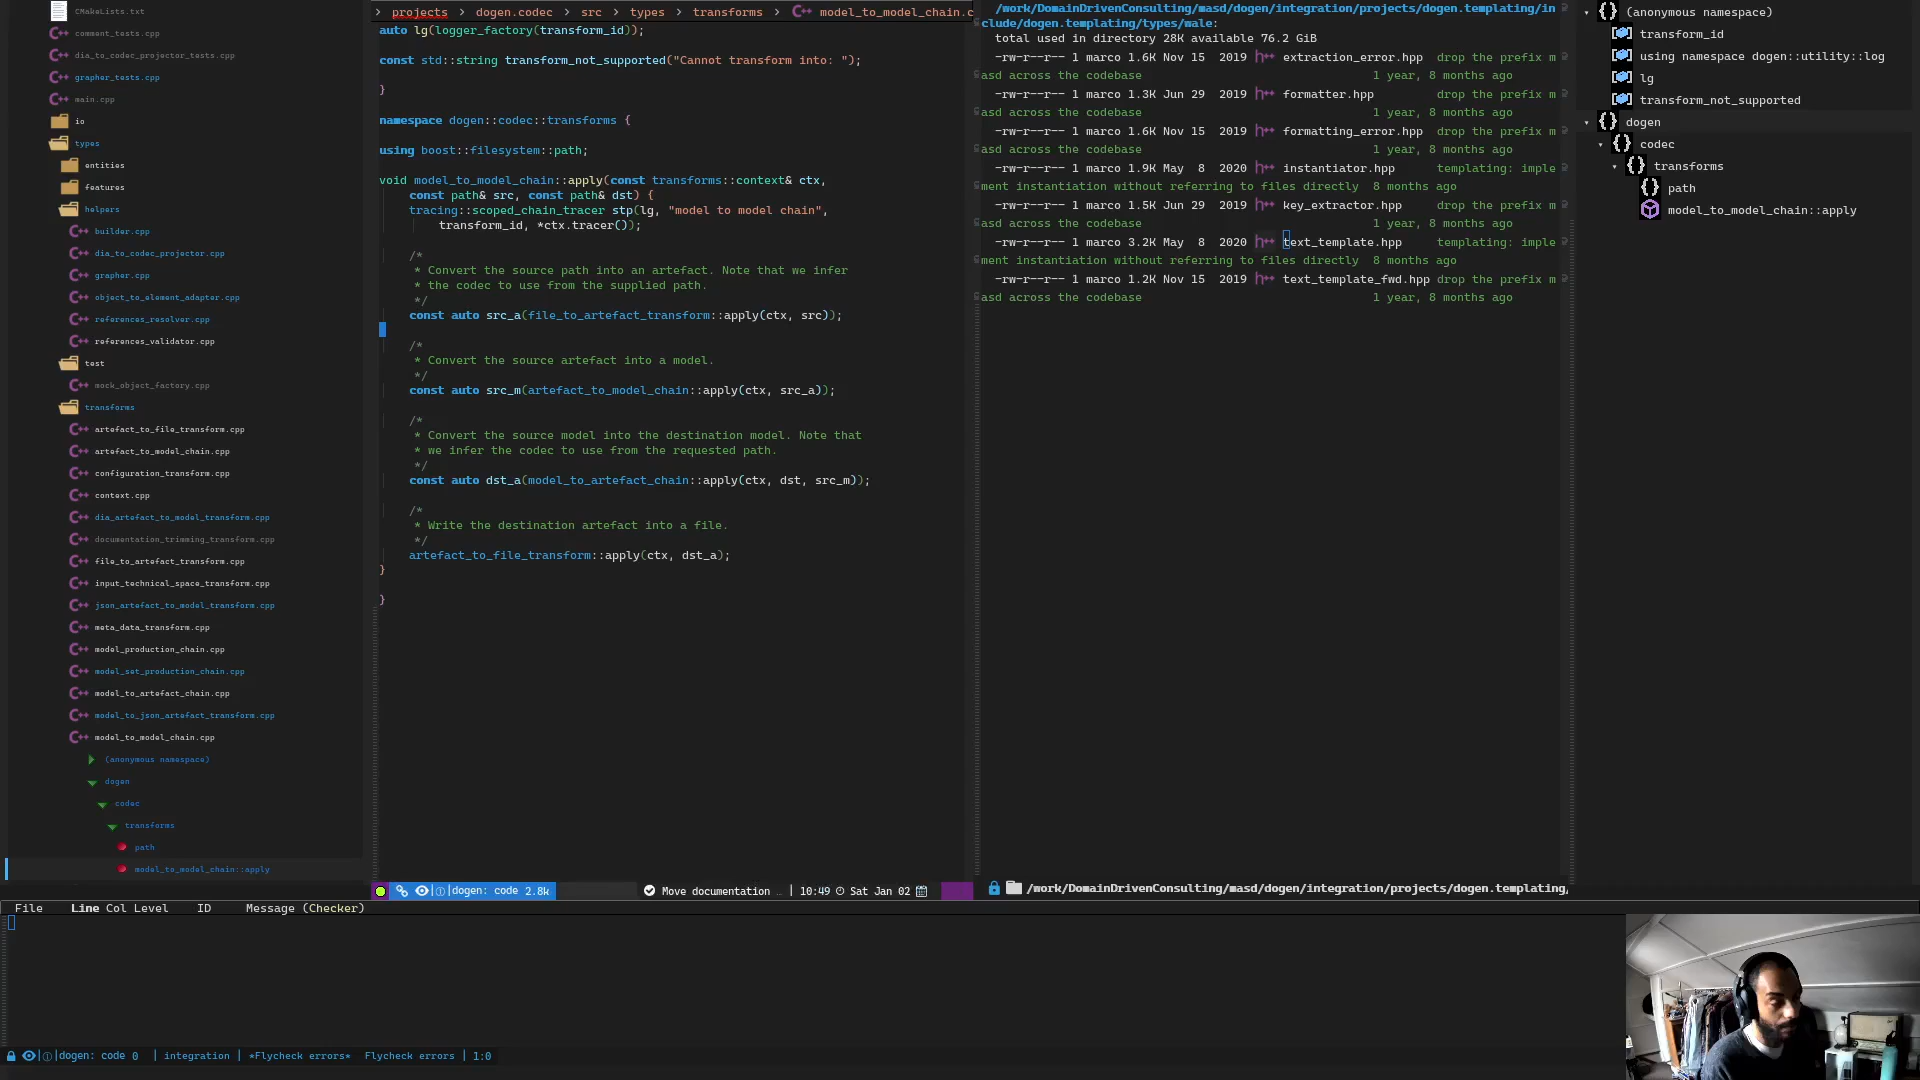 CMakeLists.txt
comment_tests.cpp
dia_to_codec_projector_tests.cpp
grapher_tests.cpp
main.cpp
io
types
entities
features
helpers
builder.cpp
dia_to_codec_projector.cpp
grapher.cpp
object_to_element_adapter.cpp
references_resolver.cpp
references_validator.cpp
test
mock_object_factory.cpp
transforms
artefact_to_file_transform.cpp
artefact_to_model_chain.cpp
configuration_transform.cpp
context.cpp
dia_artefact_to_model_transform.cpp
documentation_trimming_transform.cpp
file_to_artefact_transform.cpp
input_technical_space_transform.cpp
json_artefact_to_model_transform.cpp
meta_data_transform.cpp
model_production_chain.cpp
model_set_production_chain.cpp
model_to_artefact_chain.cpp
model_to_json_artefact_transform.cpp
model_to_model_chain.cpp
(anonymous namespace)
dogen
codec
transforms
path
model_to_model_chain::apply
> projects > dogen.codec > src > types > transforms > C++ model_to_model_chain.c
auto lg(logger_factory(transform_id));
const std::string transform_not_supported("Cannot transform into: ");
}
namespace dogen::codec::transforms {
using boost::filesystem::path;
void model_to_model_chain::apply(const transforms::context& ctx,
const path& src, const path& dst) {
tracing::scoped_chain_tracer stp(lg, "model to model chain",
transform_id, *ctx.tracer());
/*
* Convert the source path into an artefact. Note that we infer
* the codec to use from the supplied path.
*/
const auto src_a(file_to_artefact_transform::apply(ctx, src));
/*
* Convert the source artefact into a model.
*/
const auto src_m(artefact_to_model_chain::apply(ctx, src_a));
/*
* Convert the source model into the destination model. Note that
* we infer the codec to use from the requested path.
*/
const auto dst_a(model_to_artefact_chain::apply(ctx, dst, src_m));
/*
* Write the destination artefact into a file.
*/
artefact_to_file_transform::apply(ctx, dst_a);
}
}
dogen: code 2.8k Move documentation … | 10:49 Sat Jan 02
/work/DomainDrivenConsulting/masd/dogen/integration/projects/dogen.templating/in
clude/dogen.templating/types/wale:
total used in directory 28K available 76.2 GiB
-rw-r--r-- 1 marco 1.6K Nov 15 2019 h++ extraction_error.hpp drop the prefix m
asd across the codebase 1 year, 8 months ago
-rw-r--r-- 1 marco 1.3K Jun 29 2019 h++ formatter.hpp drop the prefix m
asd across the codebase 1 year, 8 months ago
-rw-r--r-- 1 marco 1.6K Nov 15 2019 h++ formatting_error.hpp drop the prefix m
asd across the codebase 1 year, 8 months ago
-rw-r--r-- 1 marco 1.9K May 8 2020 h++ instantiator.hpp templating: imple
ment instantiation without referring to files directly 8 months ago
-rw-r--r-- 1 marco 1.5K Jun 29 2019 h++ key_extractor.hpp drop the prefix m
asd across the codebase 1 year, 8 months ago
-rw-r--r-- 1 marco 3.2K May 8 2020 h++ text_template.hpp templating: imple
ment instantiation without referring to files directly 8 months ago
-rw-r--r-- 1 marco 1.2K Nov 15 2019 h++ text_template_fwd.hpp drop the prefix m
asd across the codebase 1 year, 8 months ago
/work/DomainDrivenConsulting/masd/dogen/integration/projects/dogen.templating/
{} (anonymous namespace)
transform_id
using namespace dogen::utility::log
lg
transform_not_supported
{} dogen
{} codec
{} transforms
{} path
model_to_model_chain::apply
File Line Col Level ID Message (Checker)
dogen: code 0 | integration | *Flycheck errors* Flycheck errors | 1:0